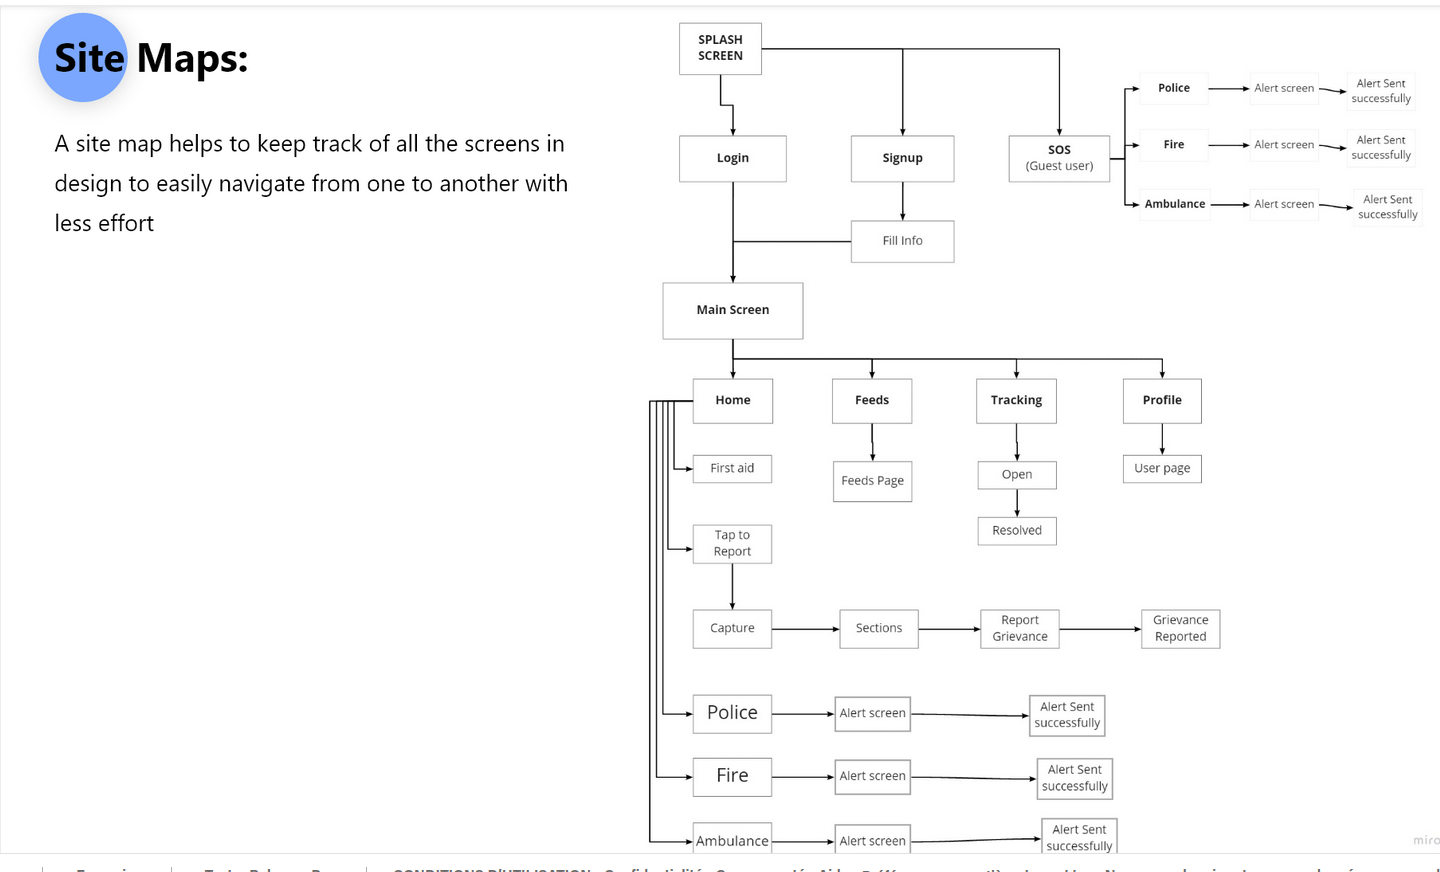 Site Maps:
A site map helps to keep track of all the screens in
design to easily navigate from one to another with
less effort
SPLASH
SCREEN
Login
Signup
SOS
(Guest user)
Police
Alert screen
Alert Sent
successfully
Fire
Alert screen
Alert Sent
successfully
Ambulance
Alert screen
Alert Sent
successfully
Fill Info
Main Screen
Home
Feeds
Tracking
Profile
First aid
Feeds Page
Open
User page
Resolved
Tap to
Report
Capture
Sections
Report
Grievance
Grievance
Reported
Police
Alert screen
Alert Sent
successfully
Fire
Alert screen
Alert Sent
successfully
Ambulance
Alert screen
Alert Sent
successfully
miro